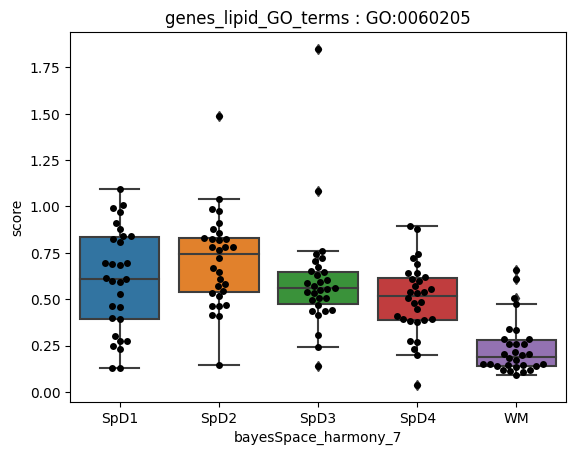 genes_lipid_GO_terms : GO:0060205
1.75
1.50
1.25
1.00
0.75
0.50
0.25
0.00
score
SpD1 SpD2 SpD3 SpD4 WM
bayesSpace_harmony_7